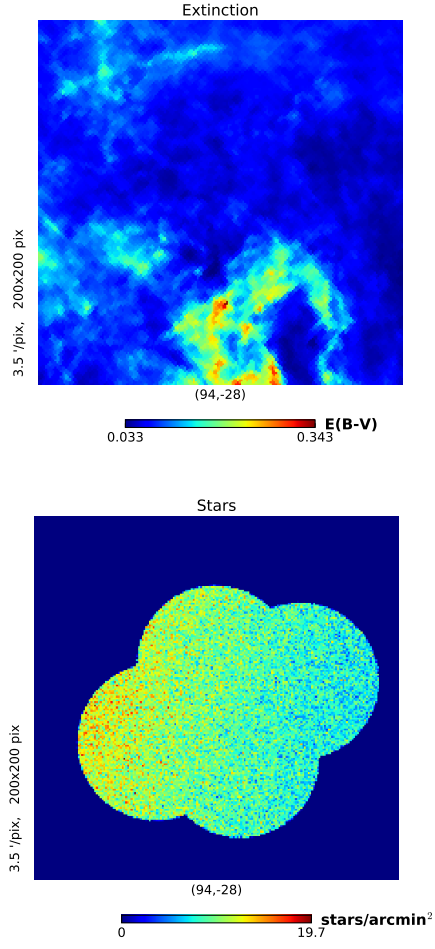 Extinction
3.5 '/pix, 200x200 pix
(94,-28)
E(B-V)
0.033 0.343
Stars
3.5 '/pix, 200x200 pix
(94,-28)
stars/arcmin²
0 19.7